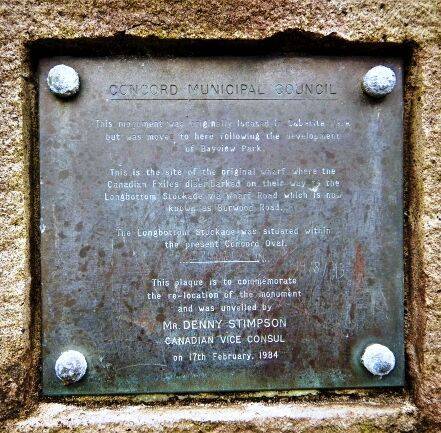 CONCORD MUNICIPAL COUNCIL
This monument was originally located in
but was moved to here following the development
of Bayview Park.
This is the site of the original wharf where the
Canadian Exiles disembarked on their way to the
Longbottom Stockade via Wharf Road which is now
known as Burwood Road.
The Longbottom Stockade was situated within
the present Concord Oval.
This plaque is to commemorate
the re-location of the monument
and was unveiled by
MR. DENNY STIMPSON
CANADIAN VICE CONSUL
on 17th February, 1984